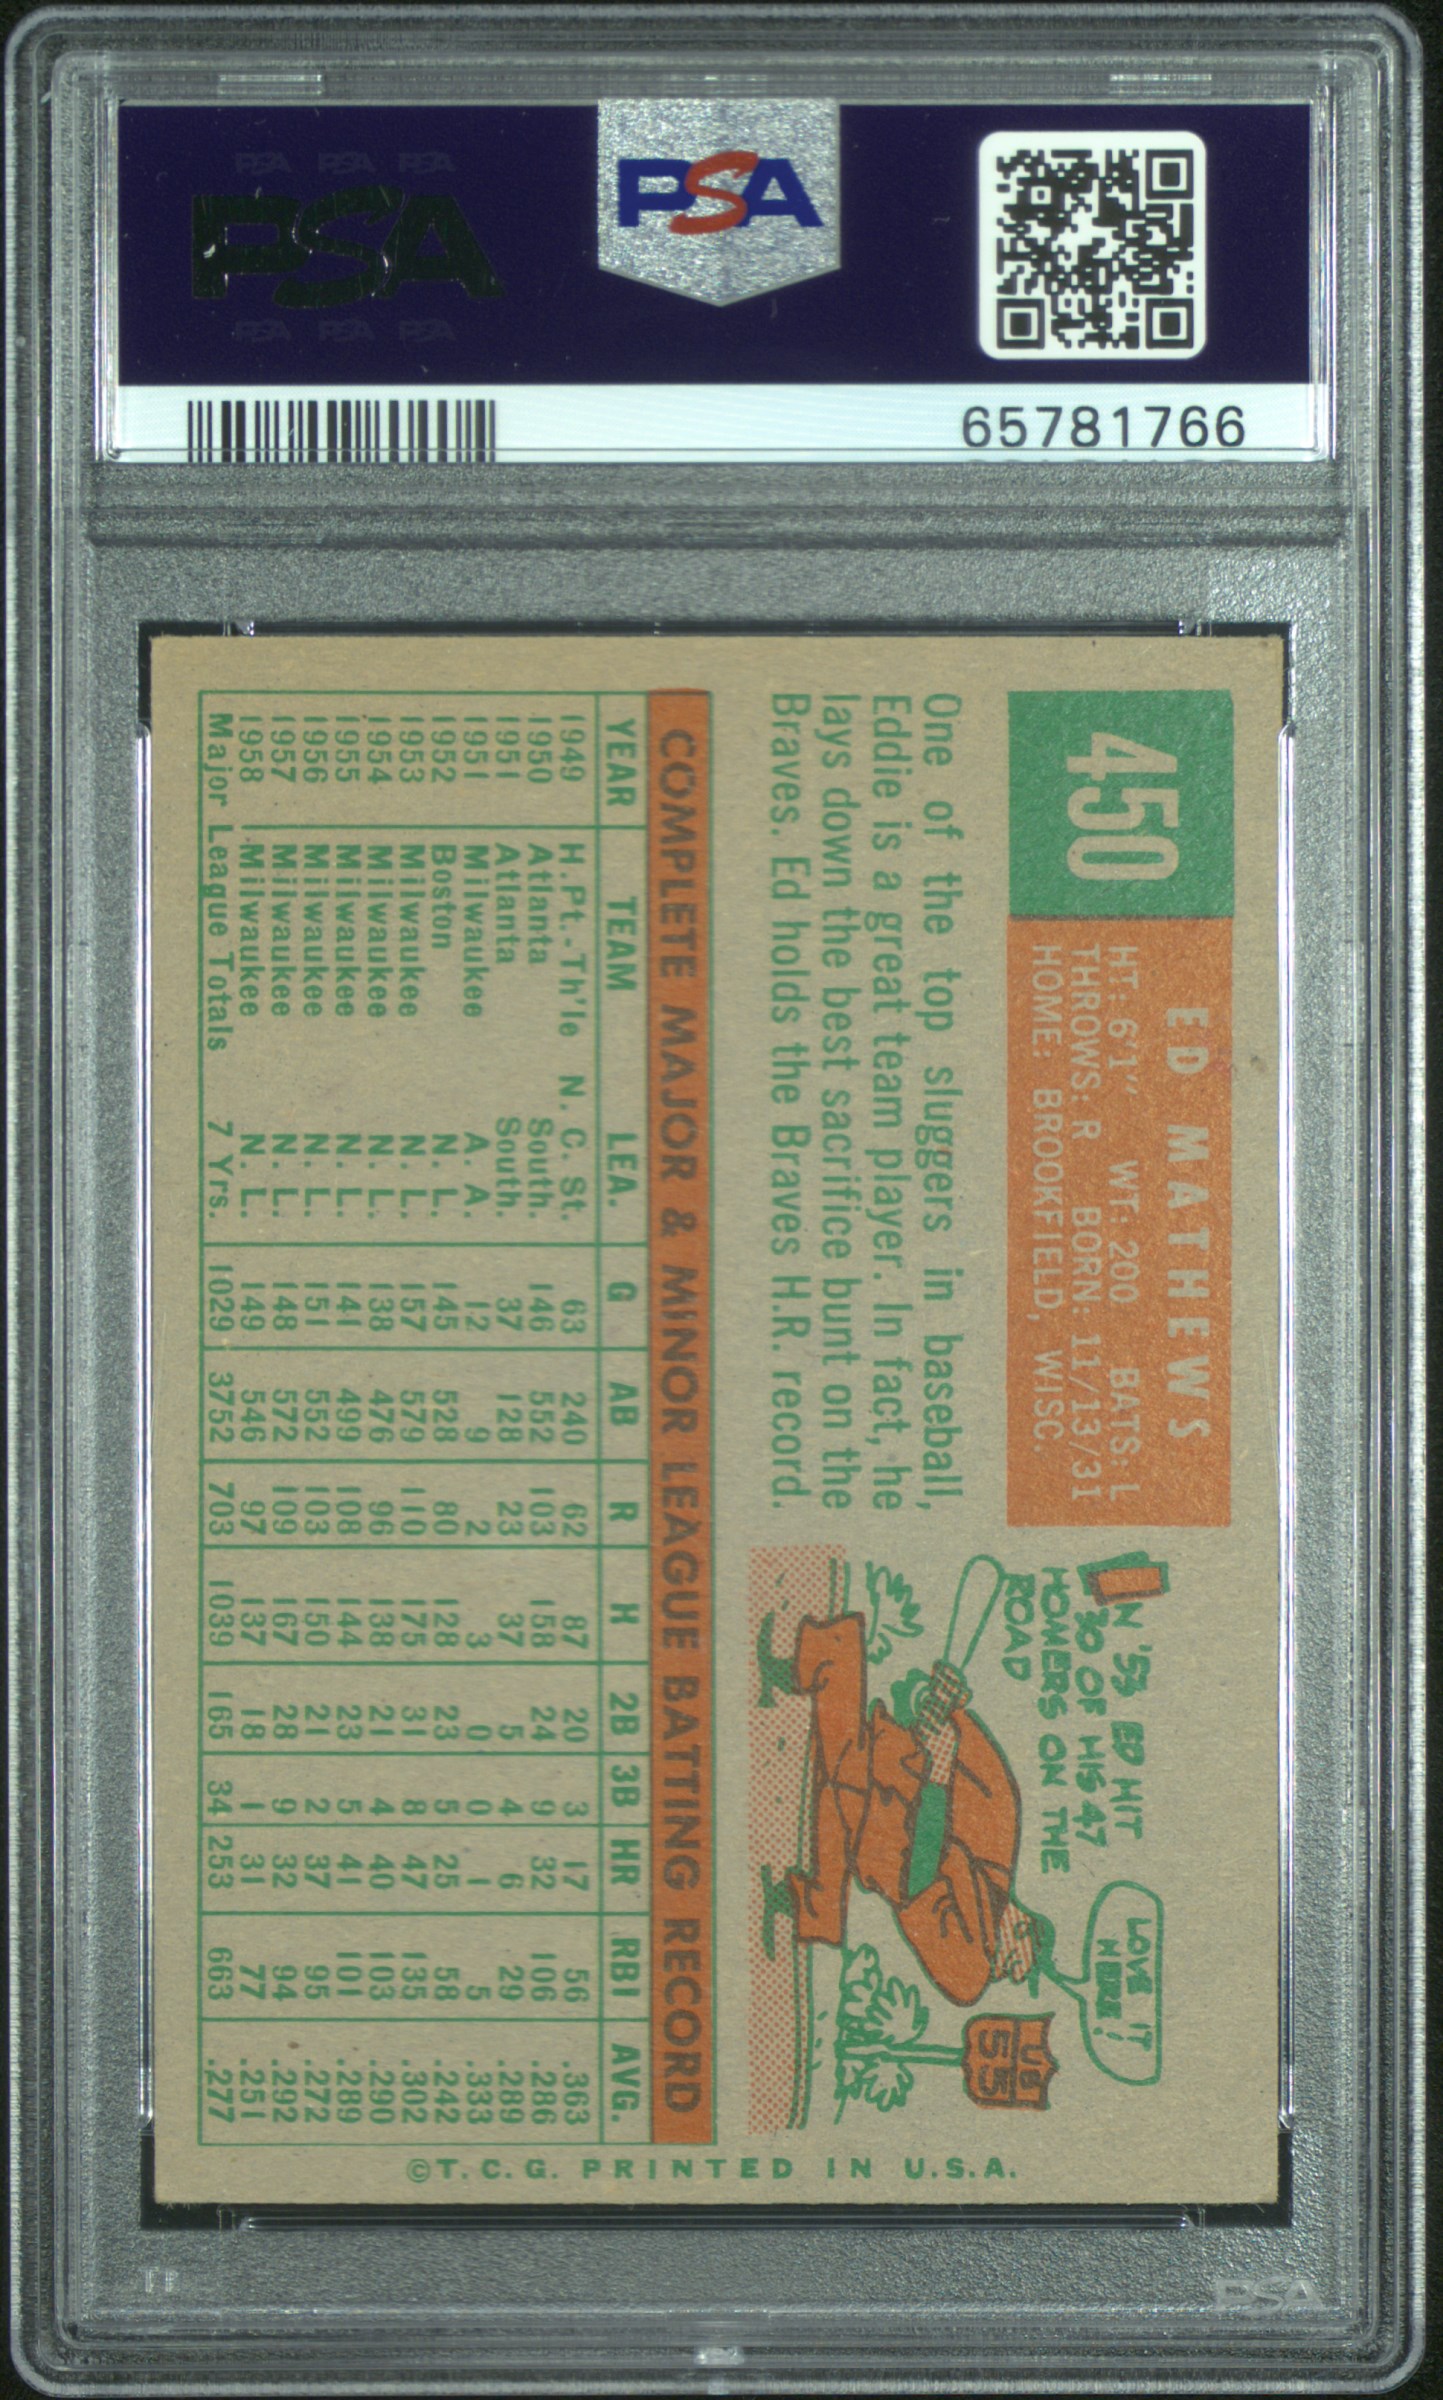 PSA PSA PSA
PSA
PSA PSA PSA
PSA
65781766
450
ED MATHEWS
HT: 6'1" WT: 200 BATS: L
THROWS: R BORN: 11/13/31
HOME: BROOKFIELD, WISC.
One of the top sluggers in baseball,
Eddie is a great team player. In fact, he
lays down the best sacrifice bunt on the
Braves. Ed holds the Braves H.R. record.
IN '53 ED HIT
30 OF HIS 47
HOMERS ON THE
ROAD
LOVE IT
HERE!
US
55
COMPLETE MAJOR & MINOR LEAGUE BATTING RECORD
YEAR TEAM LEA. G AB R H 2B 3B HR RBI AVG.
1949 H. Pt.-Th'le N. C. St. 63 240 62 87 20 3 17 56 .363
1950 Atlanta South. 146 552 103 158 24 9 32 106 .286
1951 Atlanta South. 37 128 23 37 5 4 6 29 .289
1951 Milwaukee A. A. 12 9 2 3 0 0 1 5 .333
1952 Boston N. L. 145 528 80 128 23 5 25 58 .242
1953 Milwaukee N. L. 157 579 110 175 31 8 47 135 .302
1954 Milwaukee N. L. 138 476 96 138 21 4 40 103 .290
1955 Milwaukee N. L. 141 499 108 144 23 5 41 101 .289
1956 Milwaukee N. L. 151 552 103 150 21 2 37 95 .272
1957 Milwaukee N. L. 148 572 109 167 28 9 32 94 .292
1958 Milwaukee N. L. 149 546 97 137 18 1 31 77 .251
Major League Totals 7 Yrs. 1029 3752 703 1039 165 34 253 663 .277
©T.C.G. PRINTED IN U.S.A.
PSA